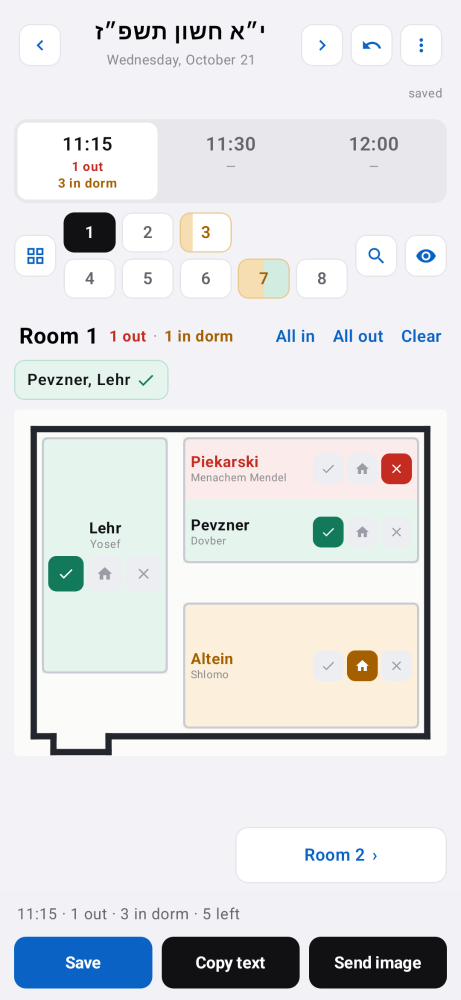 י״א חשון תשפ״ז
Wednesday, October 21
saved
11:15
1 out
3 in dorm
11:30
–
12:00
–
1
2
3
4
5
6
7
8
Room 1 1 out · 1 in dorm All in All out Clear
Pevzner, Lehr
Piekarski
Menachem Mendel
Lehr
Yosef
Pevzner
Dovber
Altein
Shlomo
Room 2 ›
11:15 · 1 out · 3 in dorm · 5 left
Save
Copy text
Send image